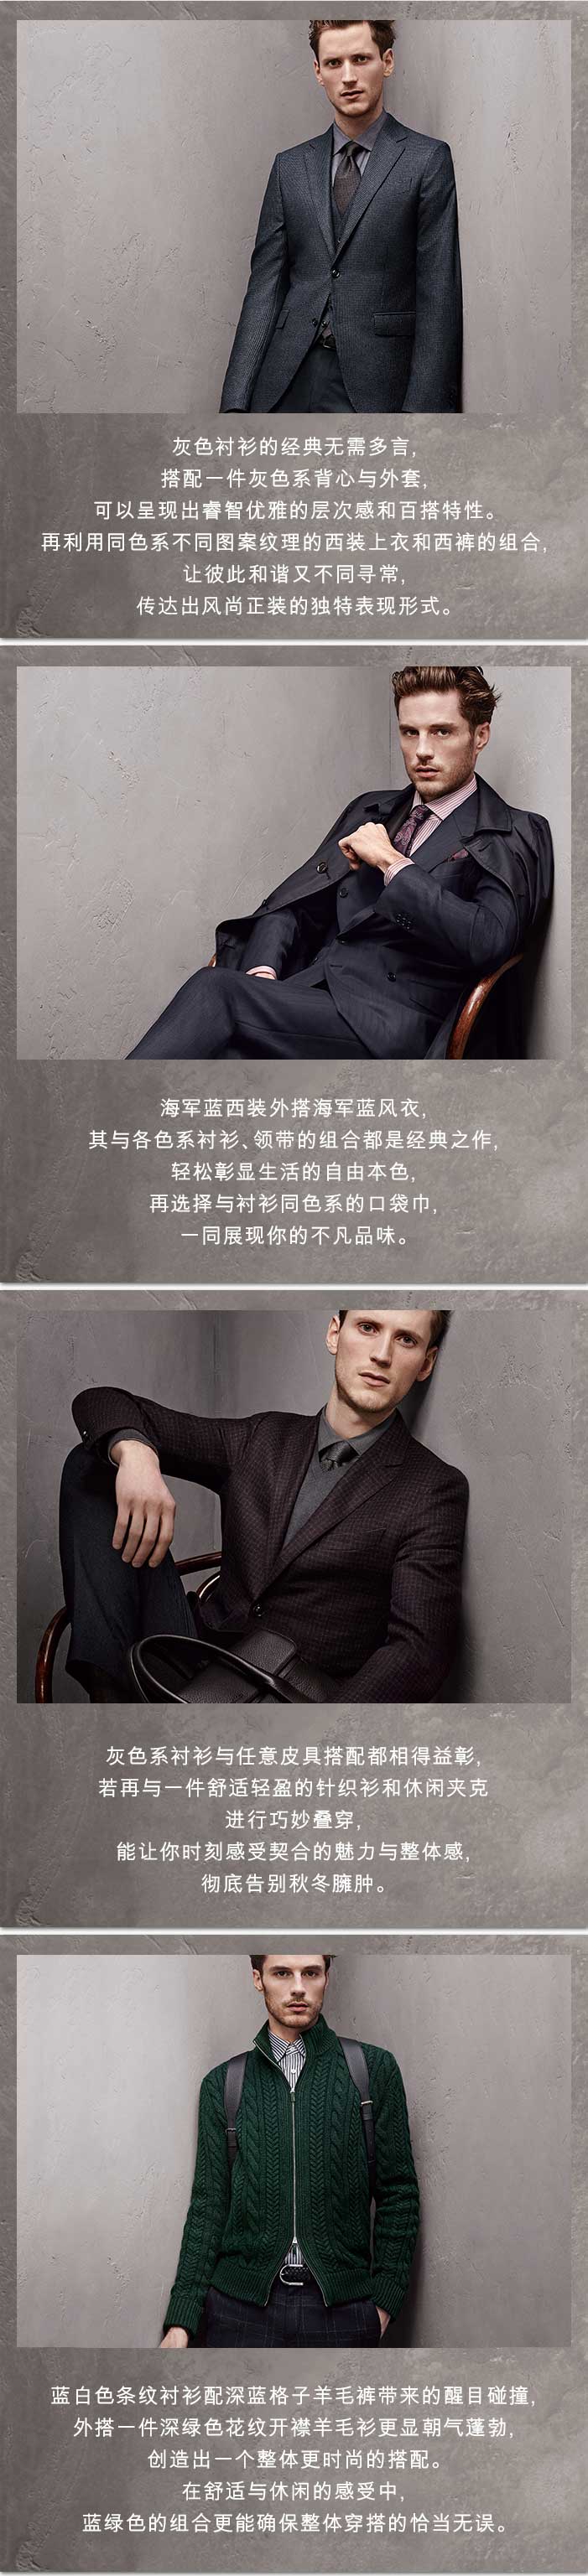 灰色衬衫的经典无需多言,
搭配一件灰色系背心与外套,
可以呈现出睿智优雅的层次感和百搭特性。
再利用同色系不同图案纹理的西装上衣和西裤的组合,
让彼此和谐又不同寻常,
传达出风尚正装的独特表现形式。
海军蓝西装外搭海军蓝风衣,
其与各色系衬衫、领带的组合都是经典之作,
轻松彰显生活的自由本色,
再选择与衬衫同色系的口袋巾,
一同展现你的不凡品味。
灰色系衬衫与任意皮具搭配都相得益彰,
若再与一件舒适轻盈的针织衫和休闲夹克
进行巧妙叠穿,
能让你时刻感受契合的魅力与整体感,
彻底告别秋冬臃肿。
蓝白色条纹衬衫配深蓝格子羊毛裤带来的醒目碰撞,
外搭一件深绿色花纹开襟羊毛衫更显朝气蓬勃,
创造出一个整体更时尚的搭配。
在舒适与休闲的感受中,
蓝绿色的组合更能确保整体穿搭的恰当无误。